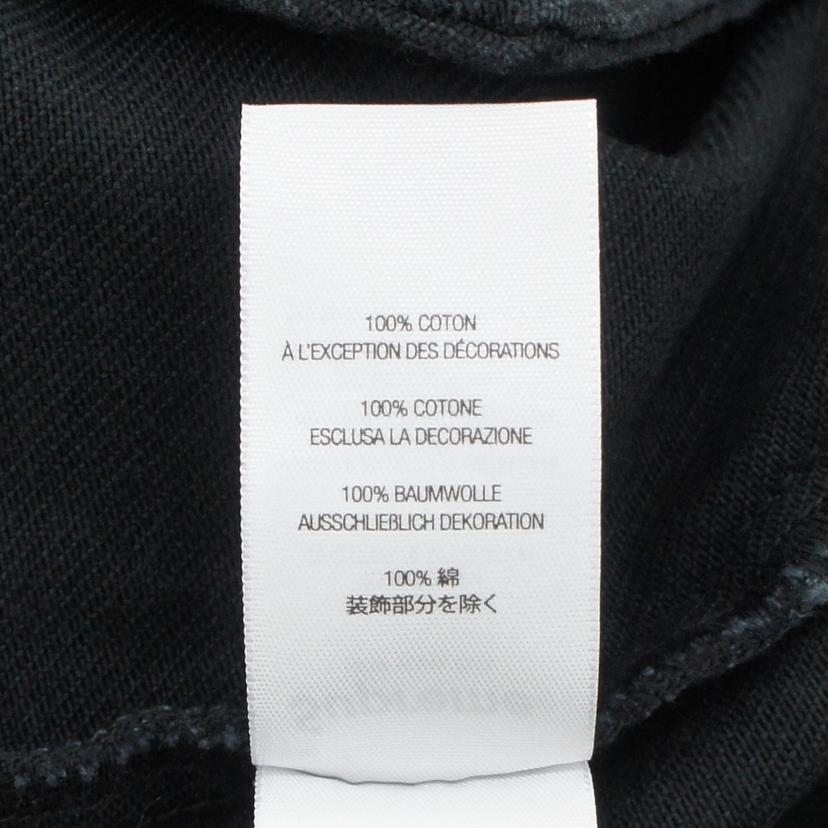 100% COTON
À L'EXCEPTION DES DÉCORATIONS
100% COTONE
ESCLUSA LA DECORAZIONE
100% BAUMWOLLE
AUSSCHLIEBLICH DEKORATION
100% 綿
装飾部分を除く